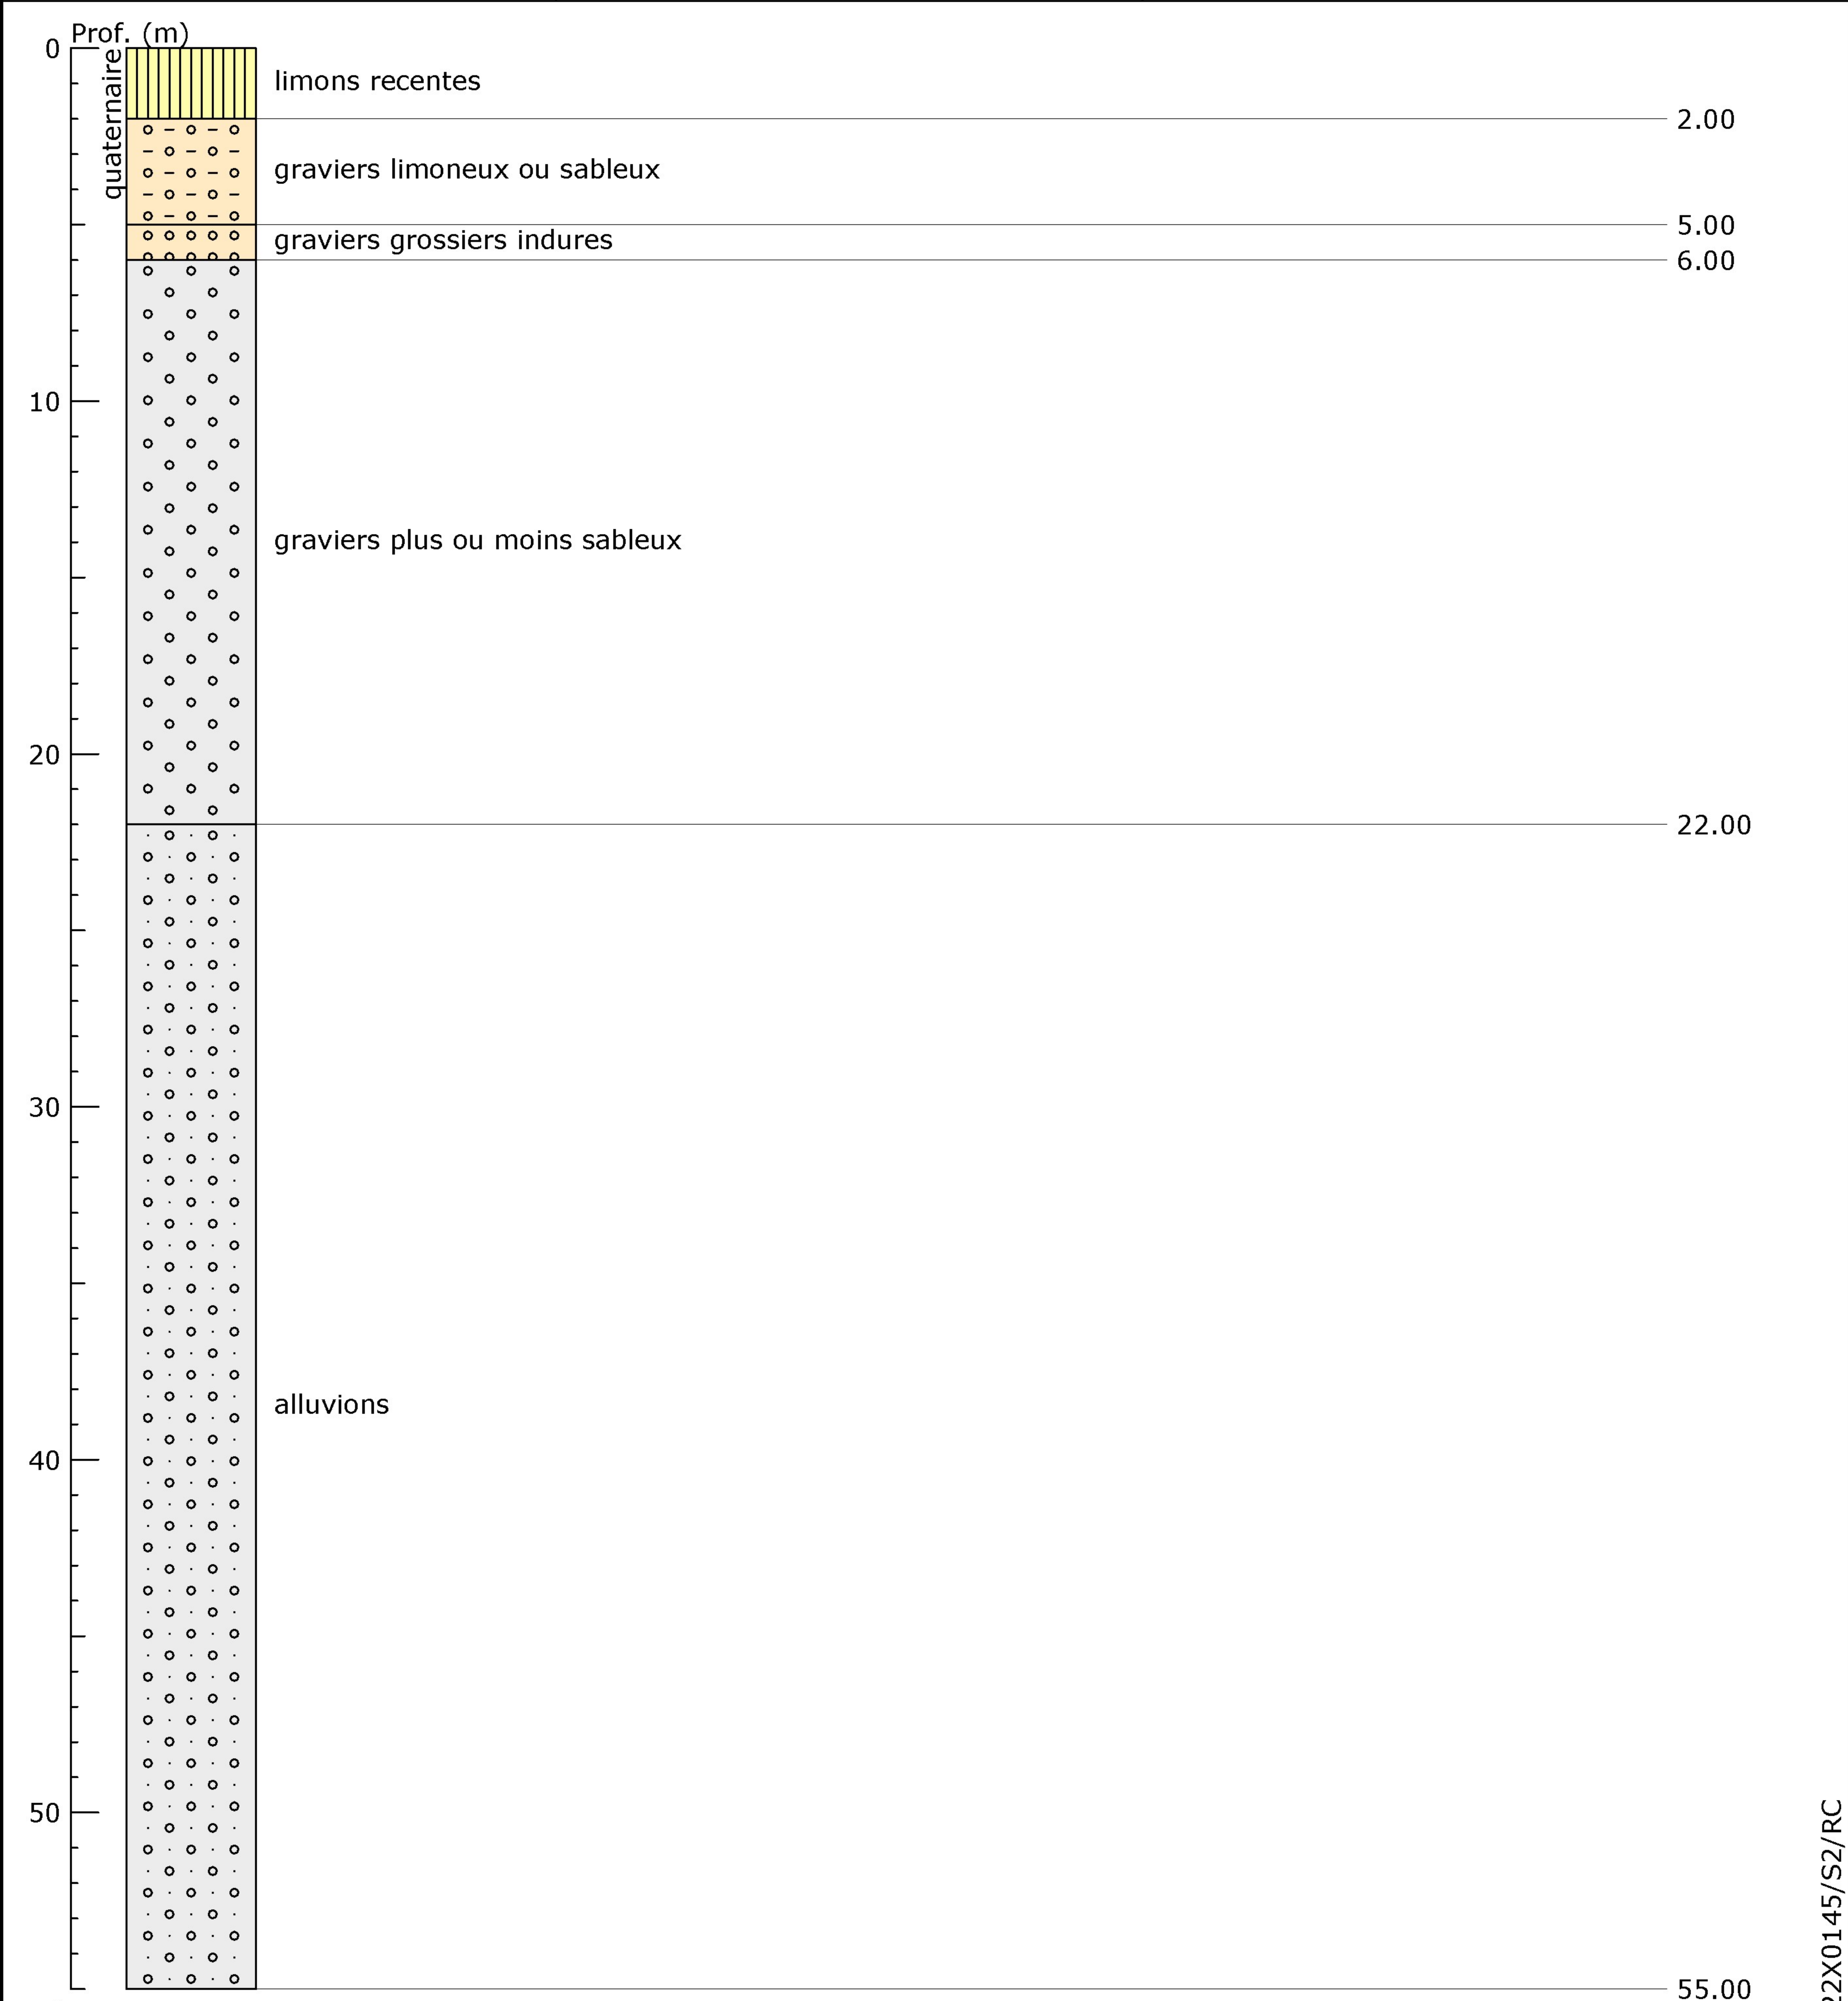 Prof. (m)
0
quaternaire
limons recentes
2.00
graviers limoneux ou sableux
5.00
graviers grossiers indures
6.00
10
graviers plus ou moins sableux
20
22.00
30
alluvions
40
50
55.00
22X0145/S2/RC